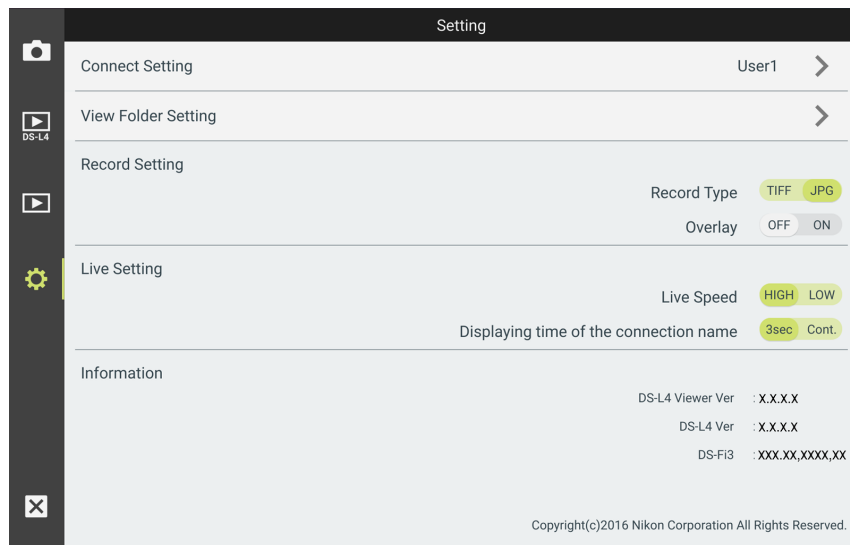 Setting
Connect Setting User1
DS-L4
View Folder Setting
Record Setting
Record Type TIFF JPG
Overlay OFF ON
Live Setting
Live Speed HIGH LOW
Displaying time of the connection name 3sec Cont.
Information
DS-L4 Viewer Ver : X.X.X.X
DS-L4 Ver : X.X.X.X
DS-Fi3 : XXX.XX,XXXX,XX
Copyright(c)2016 Nikon Corporation All Rights Reserved.